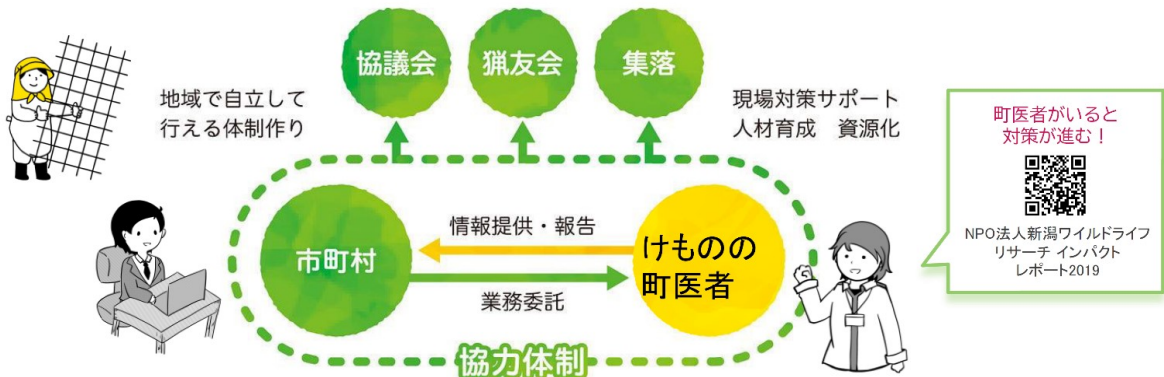 協議会
猟友会
集落
地域で自立して
行える体制作り
現場対策サポート
人材育成　資源化
町医者がいると
対策が進む！
NPO法人新潟ワイルドライフ
リサーチ インパクト
レポート2019
市町村
情報提供・報告
業務委託
けものの
町医者
協力体制